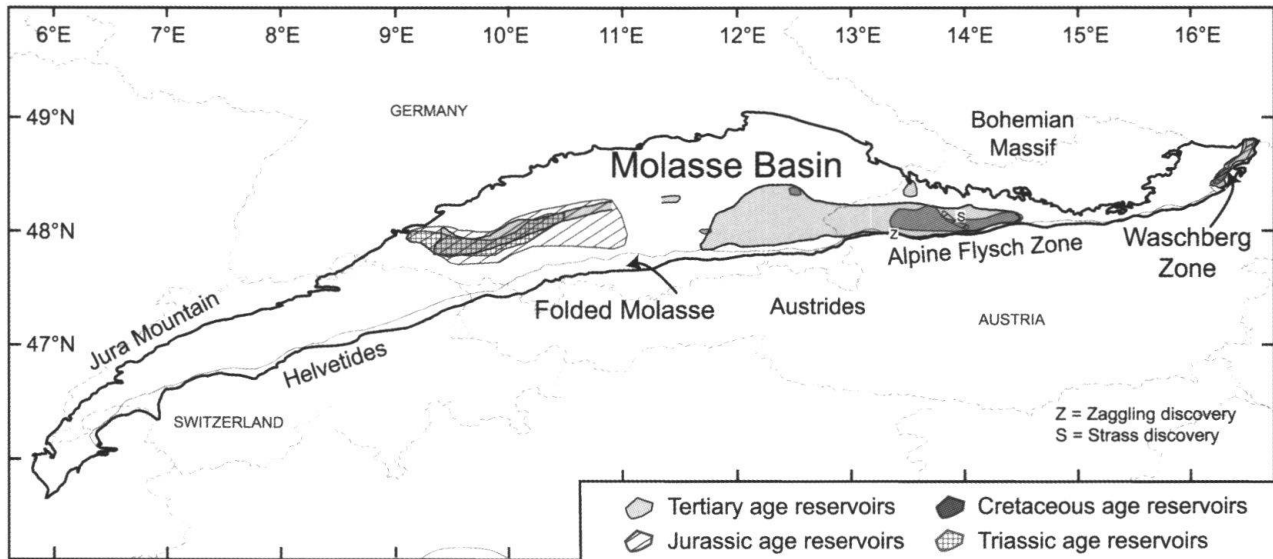 6°E 7°E 8°E 9°E 10°E 11°E 12°E 13°E 14°E 15°E 16°E
49°N
GERMANY
Bohemian
Massif
Molasse Basin
48°N
S
Z
Alpine Flysch Zone
Waschberg
Zone
Folded Molasse
Austrides
AUSTRIA
Jura Mountain
47°N
Helvetides
SWITZERLAND
Z = Zaggling discovery
S = Strass discovery
Tertiary age reservoirs
Cretaceous age reservoirs
Jurassic age reservoirs
Triassic age reservoirs